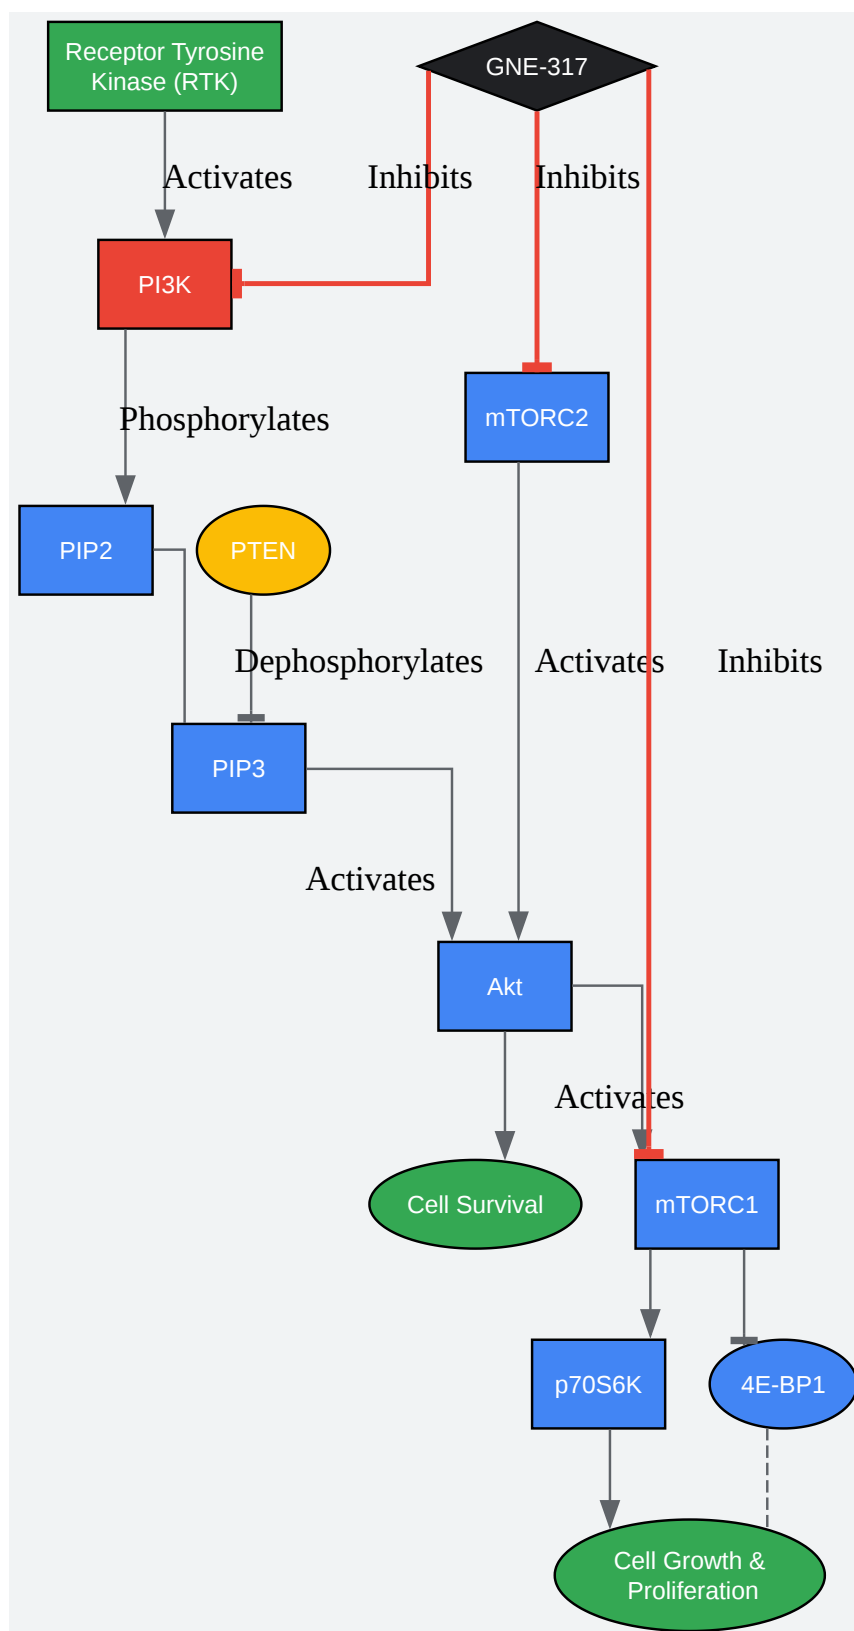 Receptor Tyrosine
Kinase (RTK)
GNE-317
Activates
Inhibits
Inhibits
PI3K
mTORC2
Phosphorylates
PIP2
PTEN
Dephosphorylates
Activates
Inhibits
PIP3
Activates
Akt
Activates
Cell Survival
mTORC1
p70S6K
4E-BP1
Cell Growth &
Proliferation